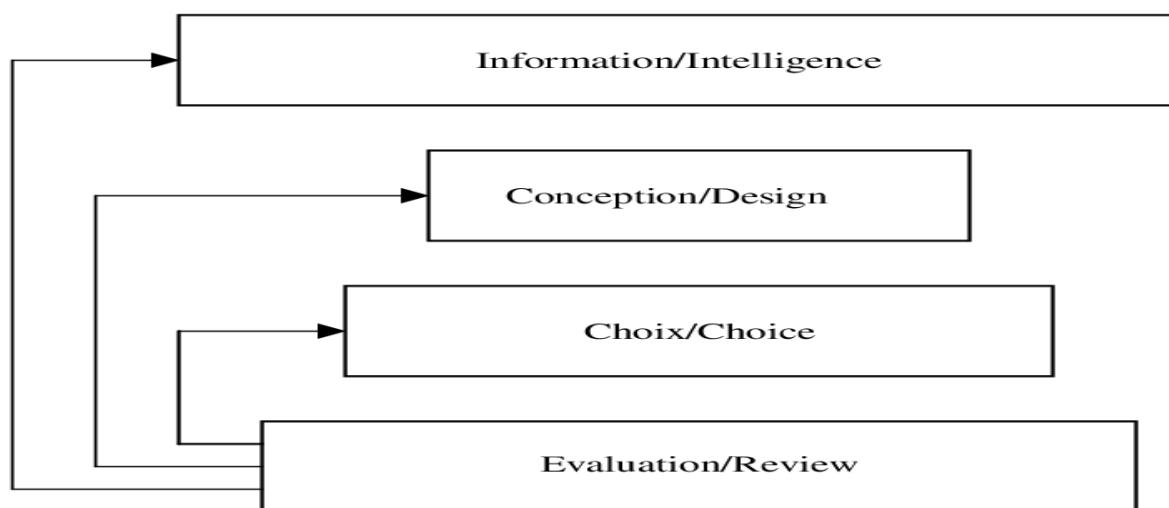 Information/Intelligence
Conception/Design
Choix/Choice
Evaluation/Review